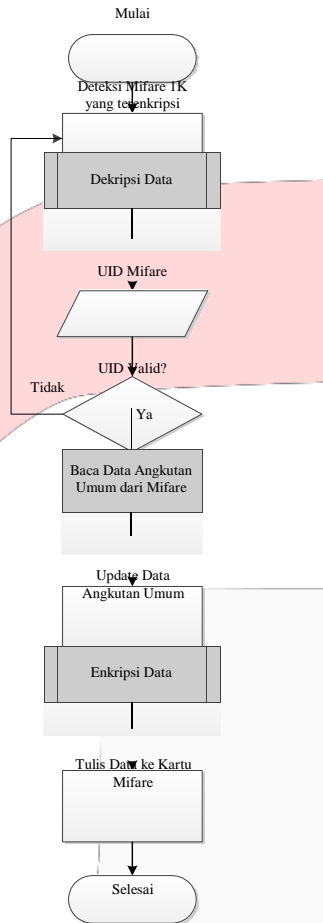 Mulai
Deteksi Mifare 1K
yang terenkripsi
Dekripsi Data
UID Mifare
UID Valid?
Tidak
Ya
Baca Data Angkutan
Umum dari Mifare
Update Data
Angkutan Umum
Enkripsi Data
Tulis Data ke Kartu
Mifare
Selesai